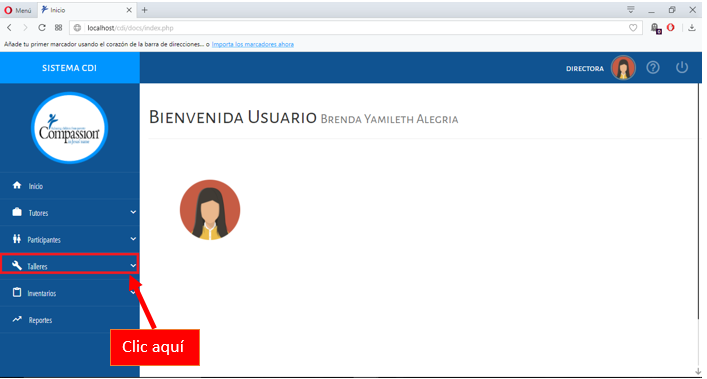 Menú
Inicio
localhost/cdi/docs/index.php
Añade tu primer marcador usando el corazón de la barra de direcciones... o Importa los marcadores ahora
SISTEMA CDI
DIRECTORA
Compassion
BIENVENIDA USUARIO BRENDA YAMILETH ALEGRIA
Inicio
Tutores
Participantes
Talleres
Inventarios
Reportes
Clic aquí